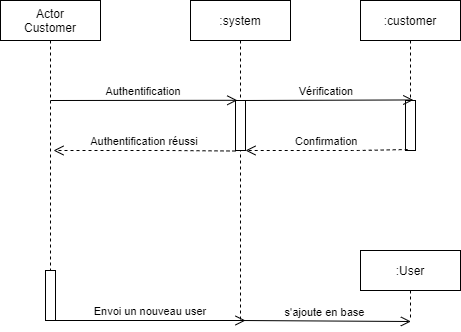 Actor
Customer
:system
:customer
Authentification
Vérification
Authentification réussi
Confirmation
:User
Envoi un nouveau user
s'ajoute en base